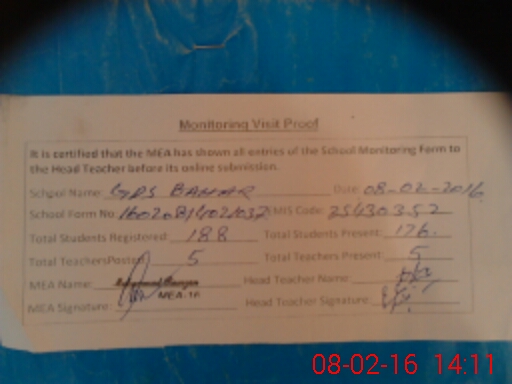 Monitoring Visit Proof
It is certified that the MEA has shown all entries of the School Monitoring Form to
the Head Teacher before its online submission.
School Name: GPS Date: 08-02-2016
School Form No: EMIS Code: 25430352
Total Students Registered: 188 Total Students Present: 176.
Total Teachers Posted: 5 Total Teachers Present: 5
MEA Name: Head Teacher Name:
MEA-16
MEA Signature: Head Teacher Signature:
08-02-16 14:11